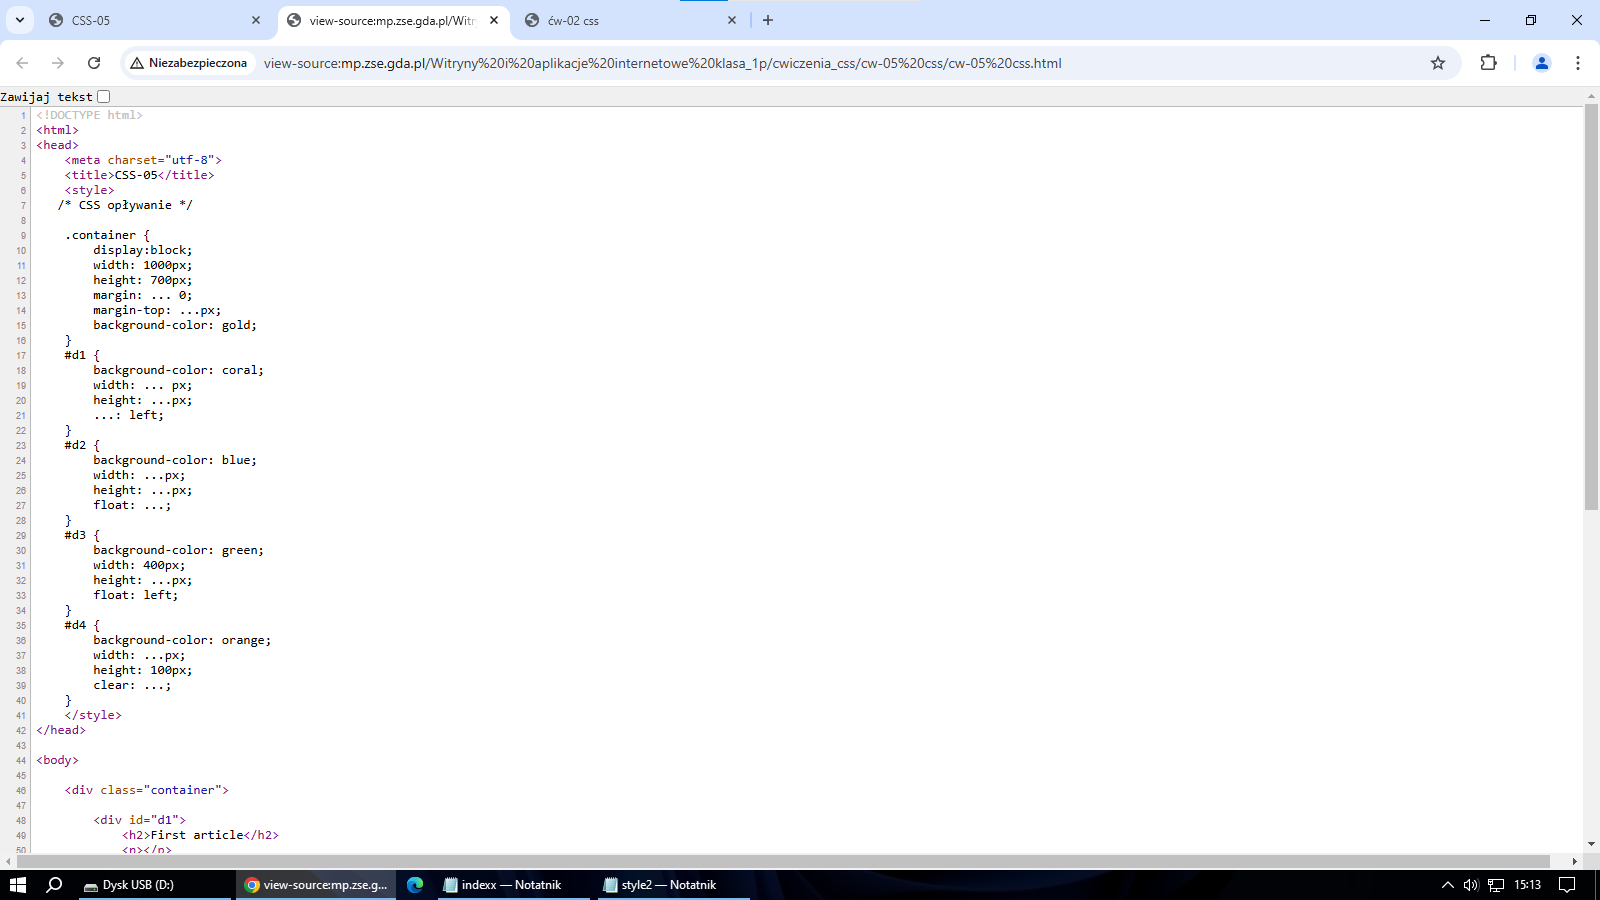 CSS-05
view-source:mp.zse.gda.pl/Witry
ćw-02 css
Niezabezpieczona
view-source:mp.zse.gda.pl/Witryny%20i%20aplikacje%20internetowe%20klasa_1p/cwiczenia_css/cw-05%20css/cw-05%20css.html
Zawijaj tekst
1 <!DOCTYPE html>
2 <html>
3 <head>
4 <meta charset="utf-8">
5 <title>CSS-05</title>
6 <style>
7 /* CSS opływanie */
8
9 .container {
10 display:block;
11 width: 1000px;
12 height: 700px;
13 margin: ... 0;
14 margin-top: ...px;
15 background-color: gold;
16 }
17 #d1 {
18 background-color: coral;
19 width: ... px;
20 height: ...px;
21 ...: left;
22 }
23 #d2 {
24 background-color: blue;
25 width: ...px;
26 height: ...px;
27 float: ...;
28 }
29 #d3 {
30 background-color: green;
31 width: 400px;
32 height: ...px;
33 float: left;
34 }
35 #d4 {
36 background-color: orange;
37 width: ...px;
38 height: 100px;
39 clear: ...;
40 }
41 </style>
42 </head>
43
44 <body>
45
46 <div class="container">
47
48 <div id="d1">
49 <h2>First article</h2>
50 <p></p>
Dysk USB (D:)
view-source:mp.zse.g...
indexx — Notatnik
style2 — Notatnik
15:13